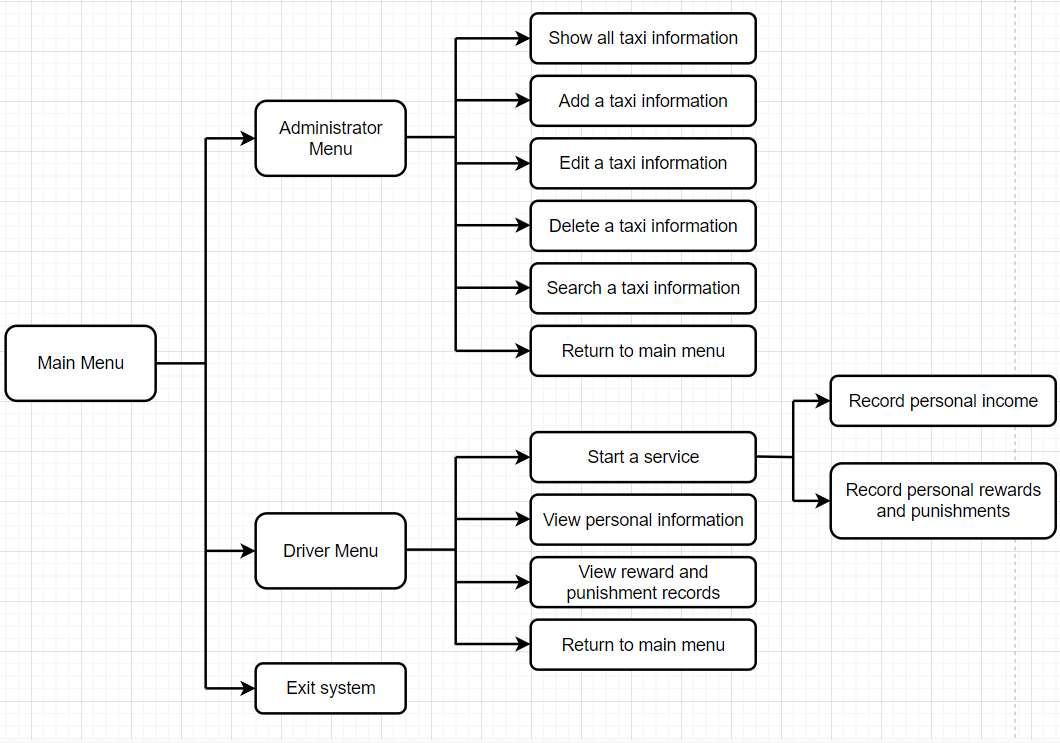 Show all taxi information
Add a taxi information
Administrator
Menu
Edit a taxi information
Delete a taxi information
Search a taxi information
Return to main menu
Main Menu
Record personal income
Start a service
Record personal rewards
and punishments
View personal information
Driver Menu
View reward and
punishment records
Return to main menu
Exit system